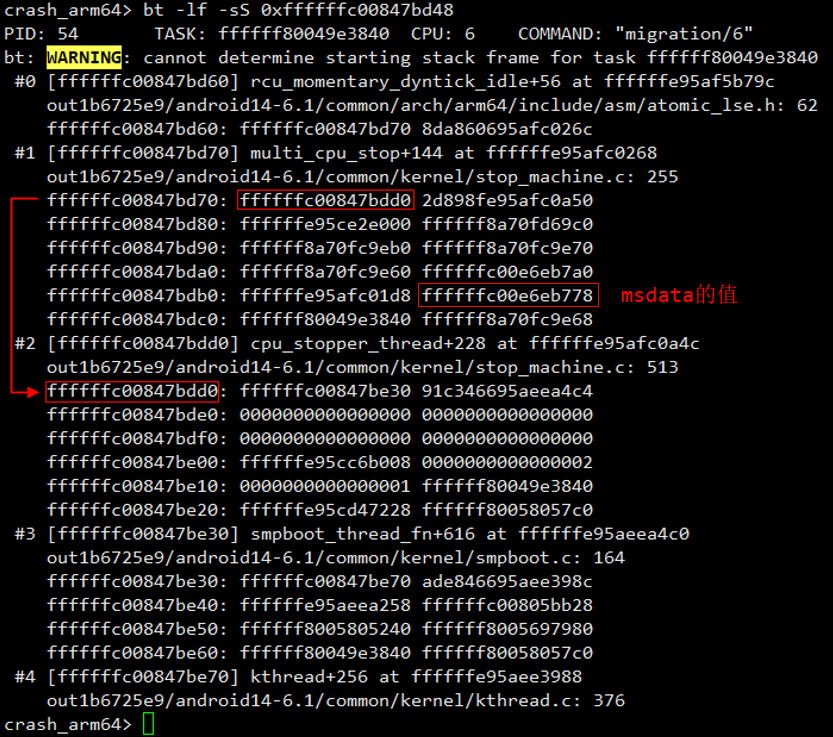 crash_arm64> bt -lf -sS 0xffffffc00847bd48
PID: 54       TASK: ffffff80049e3840  CPU: 6    COMMAND: "migration/6"
bt: WARNING: cannot determine starting stack frame for task ffffff80049e3840
 #0 [ffffffc00847bd60] rcu_momentary_dyntick_idle+56 at ffffffe95af5b79c
    out1b6725e9/android14-6.1/common/arch/arm64/include/asm/atomic_lse.h: 62
    ffffffc00847bd60: ffffffc00847bd70 8da860695afc026c
 #1 [ffffffc00847bd70] multi_cpu_stop+144 at ffffffe95afc0268
    out1b6725e9/android14-6.1/common/kernel/stop_machine.c: 255
    ffffffc00847bd70: ffffffc00847bdd0 2d898fe95afc0a50
    ffffffc00847bd80: ffffffe95ce2e000 ffffff8a70fd69c0
    ffffffc00847bd90: ffffff8a70fc9eb0 ffffff8a70fc9e70
    ffffffc00847bda0: ffffff8a70fc9e60 ffffffc00e6eb7a0
    ffffffc00847bdb0: ffffffe95afc01d8 ffffffc00e6eb778 msdata的值
    ffffffc00847bdc0: ffffff80049e3840 ffffff8a70fc9e68
 #2 [ffffffc00847bdd0] cpu_stopper_thread+228 at ffffffe95afc0a4c
    out1b6725e9/android14-6.1/common/kernel/stop_machine.c: 513
    ffffffc00847bdd0: ffffffc00847be30 91c346695aeea4c4
    ffffffc00847bde0: 0000000000000000 0000000000000000
    ffffffc00847bdf0: 0000000000000000 0000000000000000
    ffffffc00847be00: ffffffe95cc6b008 0000000000000002
    ffffffc00847be10: 0000000000000001 ffffff80049e3840
    ffffffc00847be20: ffffffe95cd47228 ffffff80058057c0
 #3 [ffffffc00847be30] smpboot_thread_fn+616 at ffffffe95aeea4c0
    out1b6725e9/android14-6.1/common/kernel/smpboot.c: 164
    ffffffc00847be30: ffffffc00847be70 ade846695aee398c
    ffffffc00847be40: ffffffe95aeea258 ffffffc00805bb28
    ffffffc00847be50: ffffff8005805240 ffffff8005697980
    ffffffc00847be60: ffffff80049e3840 ffffff80058057c0
 #4 [ffffffc00847be70] kthread+256 at ffffffe95aee3988
    out1b6725e9/android14-6.1/common/kernel/kthread.c: 376
crash_arm64>